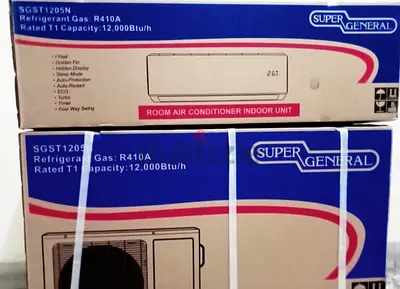 SGST1205N
Refrigerant Gas: R410A
Rated T1 Capacity:12,000Btu/h
SUPER
GENERAL
- I Feel
- Golden Fin
- Hidden Display
- Sleep Mode
- Auto-Protection
- Auto-Restart
- ECO
- Turbo
- Timer
- Four Way Swing
ROOM AIR CONDITIONER INDOOR UNIT
SGST1205
Refrigerant Gas: R410A
Rated T1 Capacity:12,000Btu/h
SUPER
GENERAL